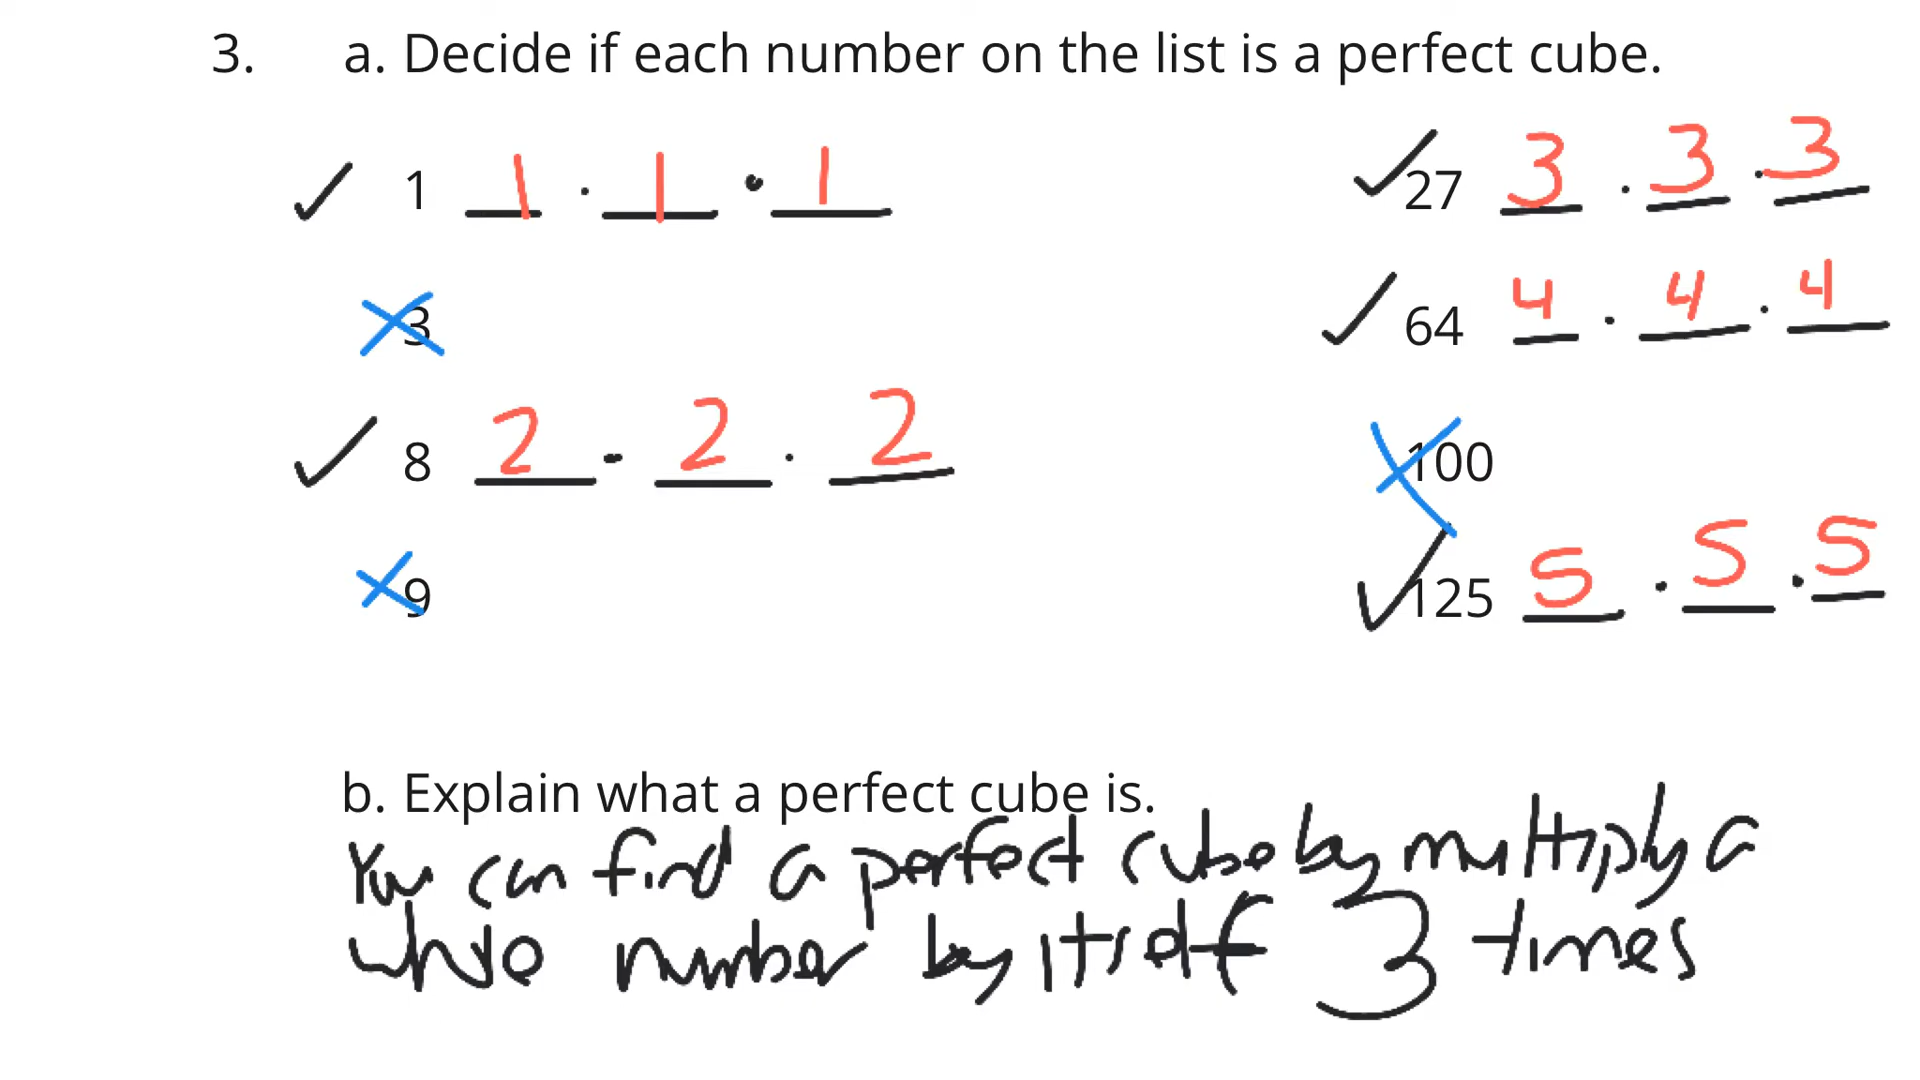 3. a. Decide if each number on the list is a perfect cube.
✓ 1 1 · 1 · 1
3
✓ 8 2 · 2 · 2
9
✓ 27 3 · 3 · 3
✓ 64 4 · 4 · 4
100
✓ 125 5 · 5 · 5
b. Explain what a perfect cube is.
You can find a perfect cube by multiply a
whole number by itself 3 times